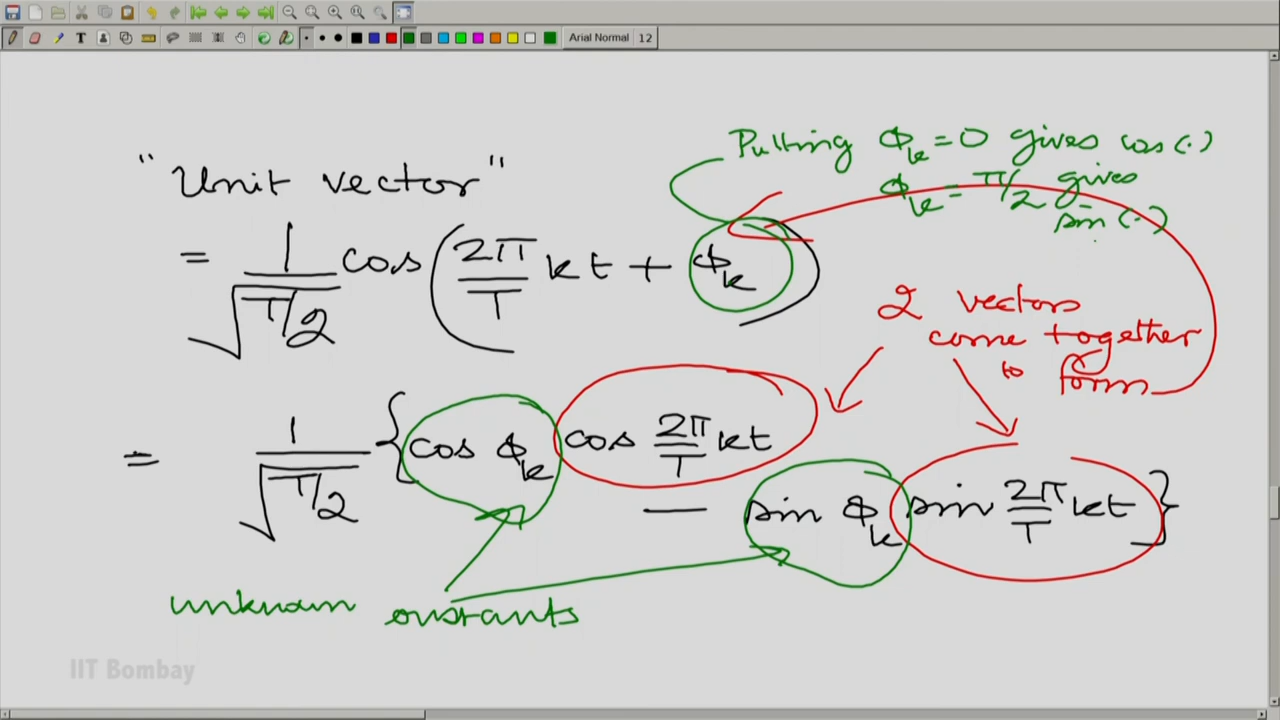 Arial Normal 12
Putting Φk = 0 gives cos(·)
Φk = π/2 gives
sin(·)
"Unit vector"
= 1/√(T/2) cos(2π/T kt + Φk)
2 vectors
come together
to form
= 1/√(T/2) {cos Φk cos 2π/T kt
— sin Φk sin 2π/T kt}
unknown constants
IIT Bombay